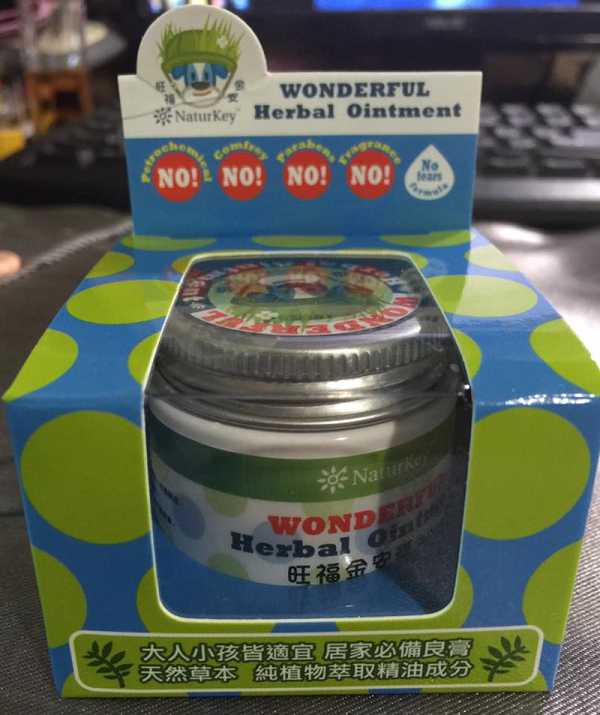 旺福金安
NaturKey
WONDERFUL
Herbal Ointment
Petrochemical
NO!
Comfrey
NO!
Parabens
NO!
Fragrance
NO!
No
tears
formula
WONDERFUL
NaturKey
WONDERFUL
Herbal Ointment
旺福金安
大人小孩皆適宜 居家必備良膏
天然草本 純植物萃取精油成分